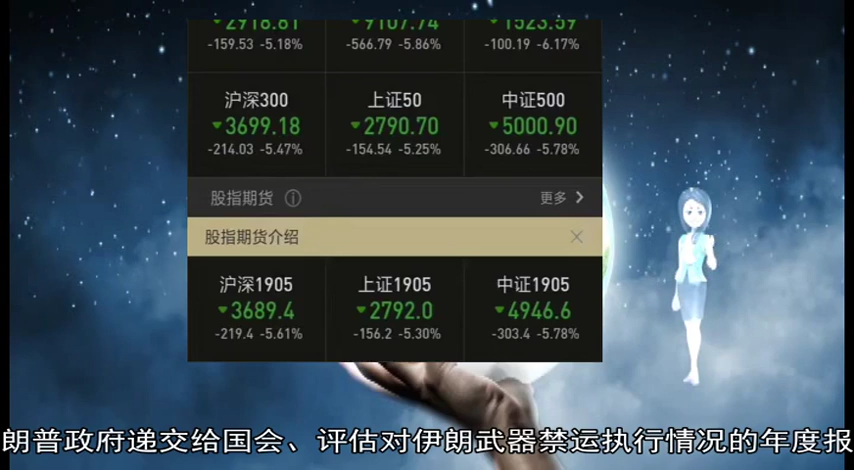 -159.53 -5.18% -566.79 -5.86% -100.19 -6.17%
沪深300 上证50 中证500
3699.18 2790.70 5000.90
-214.03 -5.47% -154.54 -5.25% -306.66 -5.78%
股指期货 更多
股指期货介绍
沪深1905 上证1905 中证1905
3689.4 2792.0 4946.6
-219.4 -5.61% -156.2 -5.30% -303.4 -5.78%
朗普政府递交给国会、评估对伊朗武器禁运执行情况的年度报